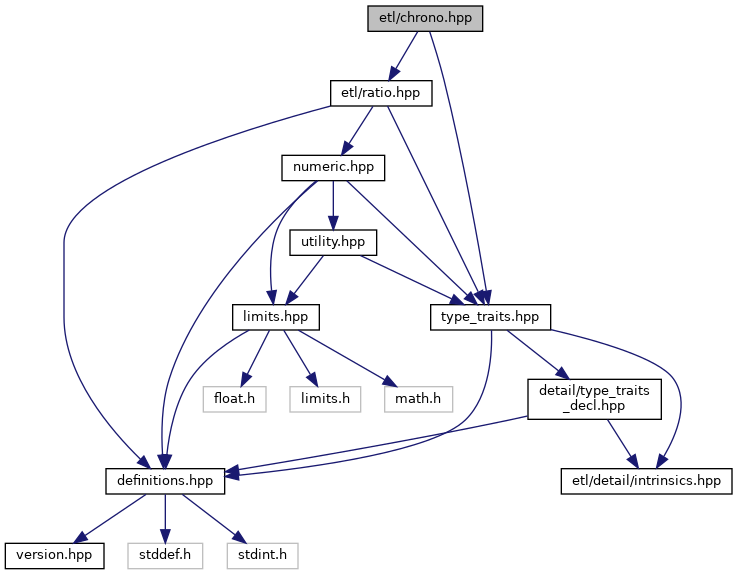 etl/chrono.hpp
etl/ratio.hpp
numeric.hpp
utility.hpp
limits.hpp
type_traits.hpp
float.h
limits.h
math.h
detail/type_traits
_decl.hpp
definitions.hpp
etl/detail/intrinsics.hpp
version.hpp
stddef.h
stdint.h